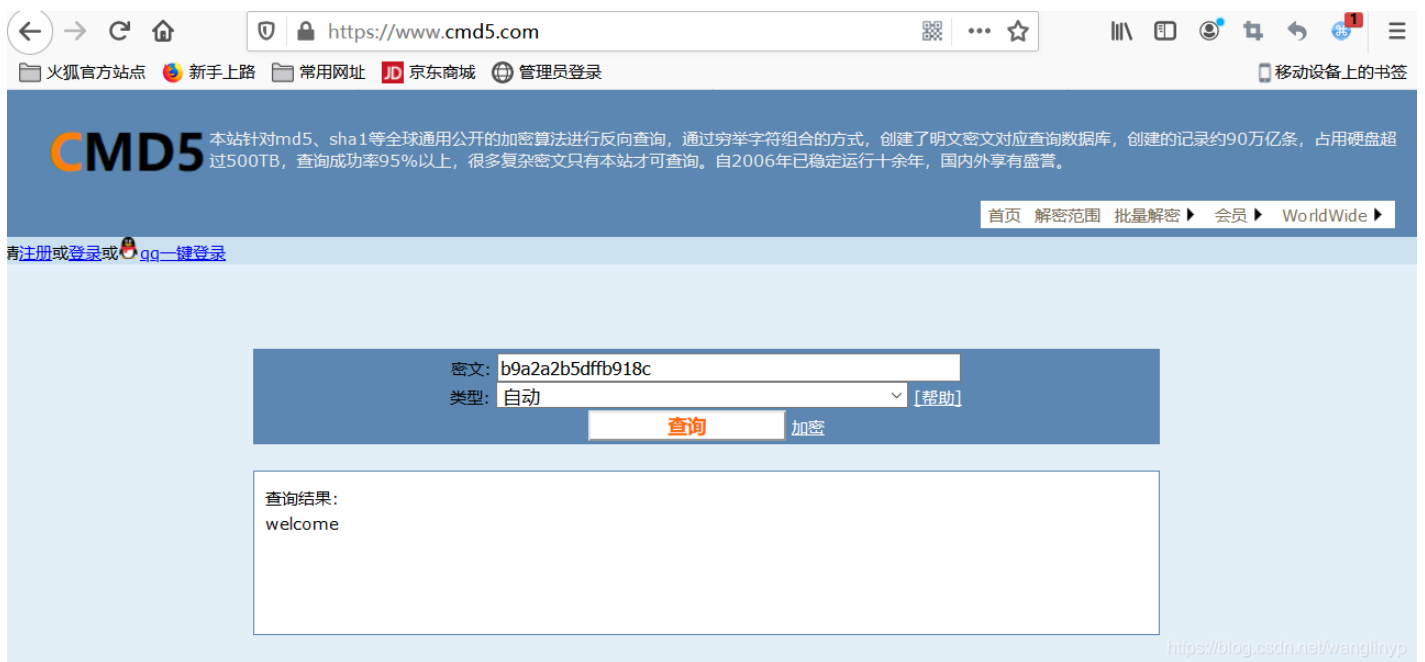 https://www.cmd5.com
1
火狐官方站点 新手上路 常用网址 JD 京东商城 管理员登录 移动设备上的书签
CMD5
本站针对md5、sha1等全球通用公开的加密算法进行反向查询，通过穷举字符组合的方式，创建了明文密文对应查询数据库，创建的记录约90万亿条，占用硬盘超
过500TB，查询成功率95%以上，很多复杂密文只有本站才可查询。自2006年已稳定运行十余年，国内外享有盛誉。
首页 解密范围 批量解密 会员 WorldWide
请注册或登录或qq一键登录
密文: b9a2a2b5dffb918c
类型: 自动 [帮助]
查询 加密
查询结果:
welcome
https://blog.csdn.net/wanglinyp